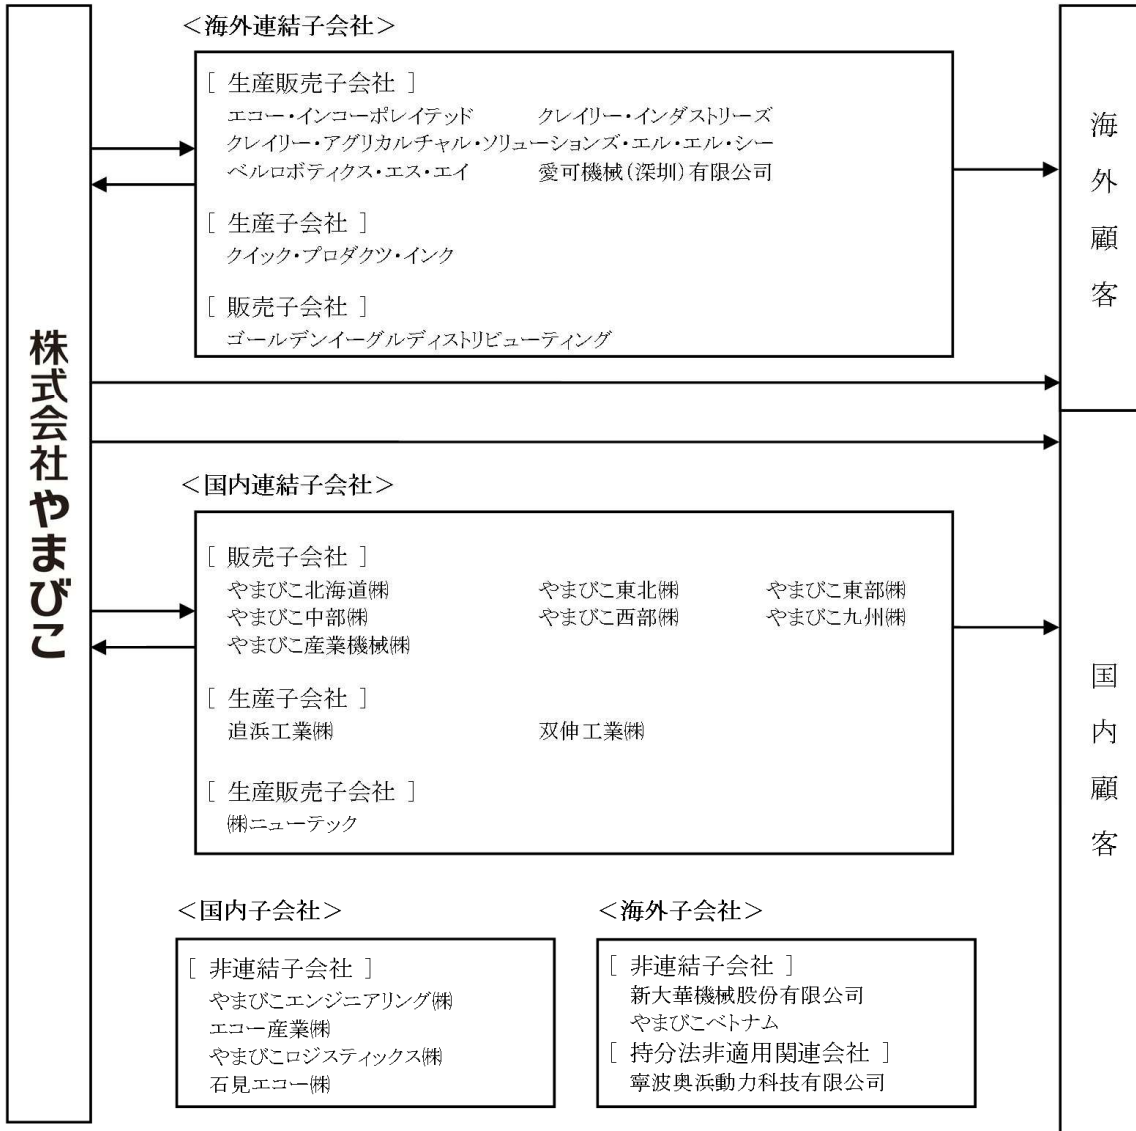 株式会社やまびこ
＜海外連結子会社＞
[ 生産販売子会社 ]
エコー・インコーポレイテッド クレイリー・インダストリーズ
クレイリー・アグリカルチャル・ソリューションズ・エル・エル・シー
ベルロボティクス・エス・エイ 愛可機械(深圳)有限公司
[ 生産子会社 ]
クイック・プロダクツ・インク
[ 販売子会社 ]
ゴールデンイーグルディストリビューティング
海外顧客
＜国内連結子会社＞
[ 販売子会社 ]
やまびこ北海道㈱ やまびこ東北㈱ やまびこ東部㈱
やまびこ中部㈱ やまびこ西部㈱ やまびこ九州㈱
やまびこ産業機械㈱
[ 生産子会社 ]
追浜工業㈱ 双伸工業㈱
[ 生産販売子会社 ]
㈱ニューテック
国内顧客
＜国内子会社＞
[ 非連結子会社 ]
やまびこエンジニアリング㈱
エコー産業㈱
やまびこロジスティックス㈱
石見エコー㈱
＜海外子会社＞
[ 非連結子会社 ]
新大華機械股份有限公司
やまびこベトナム
[ 持分法非適用関連会社 ]
寧波奥浜動力科技有限公司